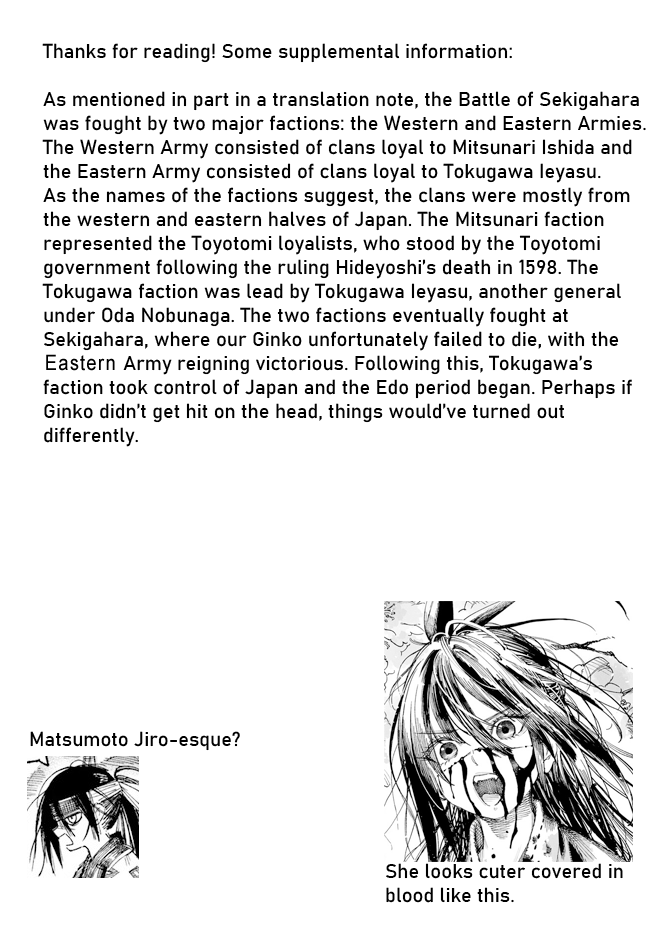 Thanks for reading! Some supplemental information:
As mentioned in part in a translation note, the Battle of Sekigahara
was fought by two major factions: the Western and Eastern Armies.
The Western Army consisted of clans loyal to Mitsunari Ishida and
the Eastern Army consisted of clans loyal to Tokugawa Ieyasu.
As the names of the factions suggest, the clans were mostly from
the western and eastern halves of Japan. The Mitsunari faction
represented the Toyotomi loyalists, who stood by the Toyotomi
government following the ruling Hideyoshi's death in 1598. The
Tokugawa faction was lead by Tokugawa Ieyasu, another general
under Oda Nobunaga. The two factions eventually fought at
Sekigahara, where our Ginko unfortunately failed to die, with the
Eastern Army reigning victorious. Following this, Tokugawa's
faction took control of Japan and the Edo period began. Perhaps if
Ginko didn't get hit on the head, things would've turned out
differently.
Matsumoto Jiro-esque?
She looks cuter covered in
blood like this.